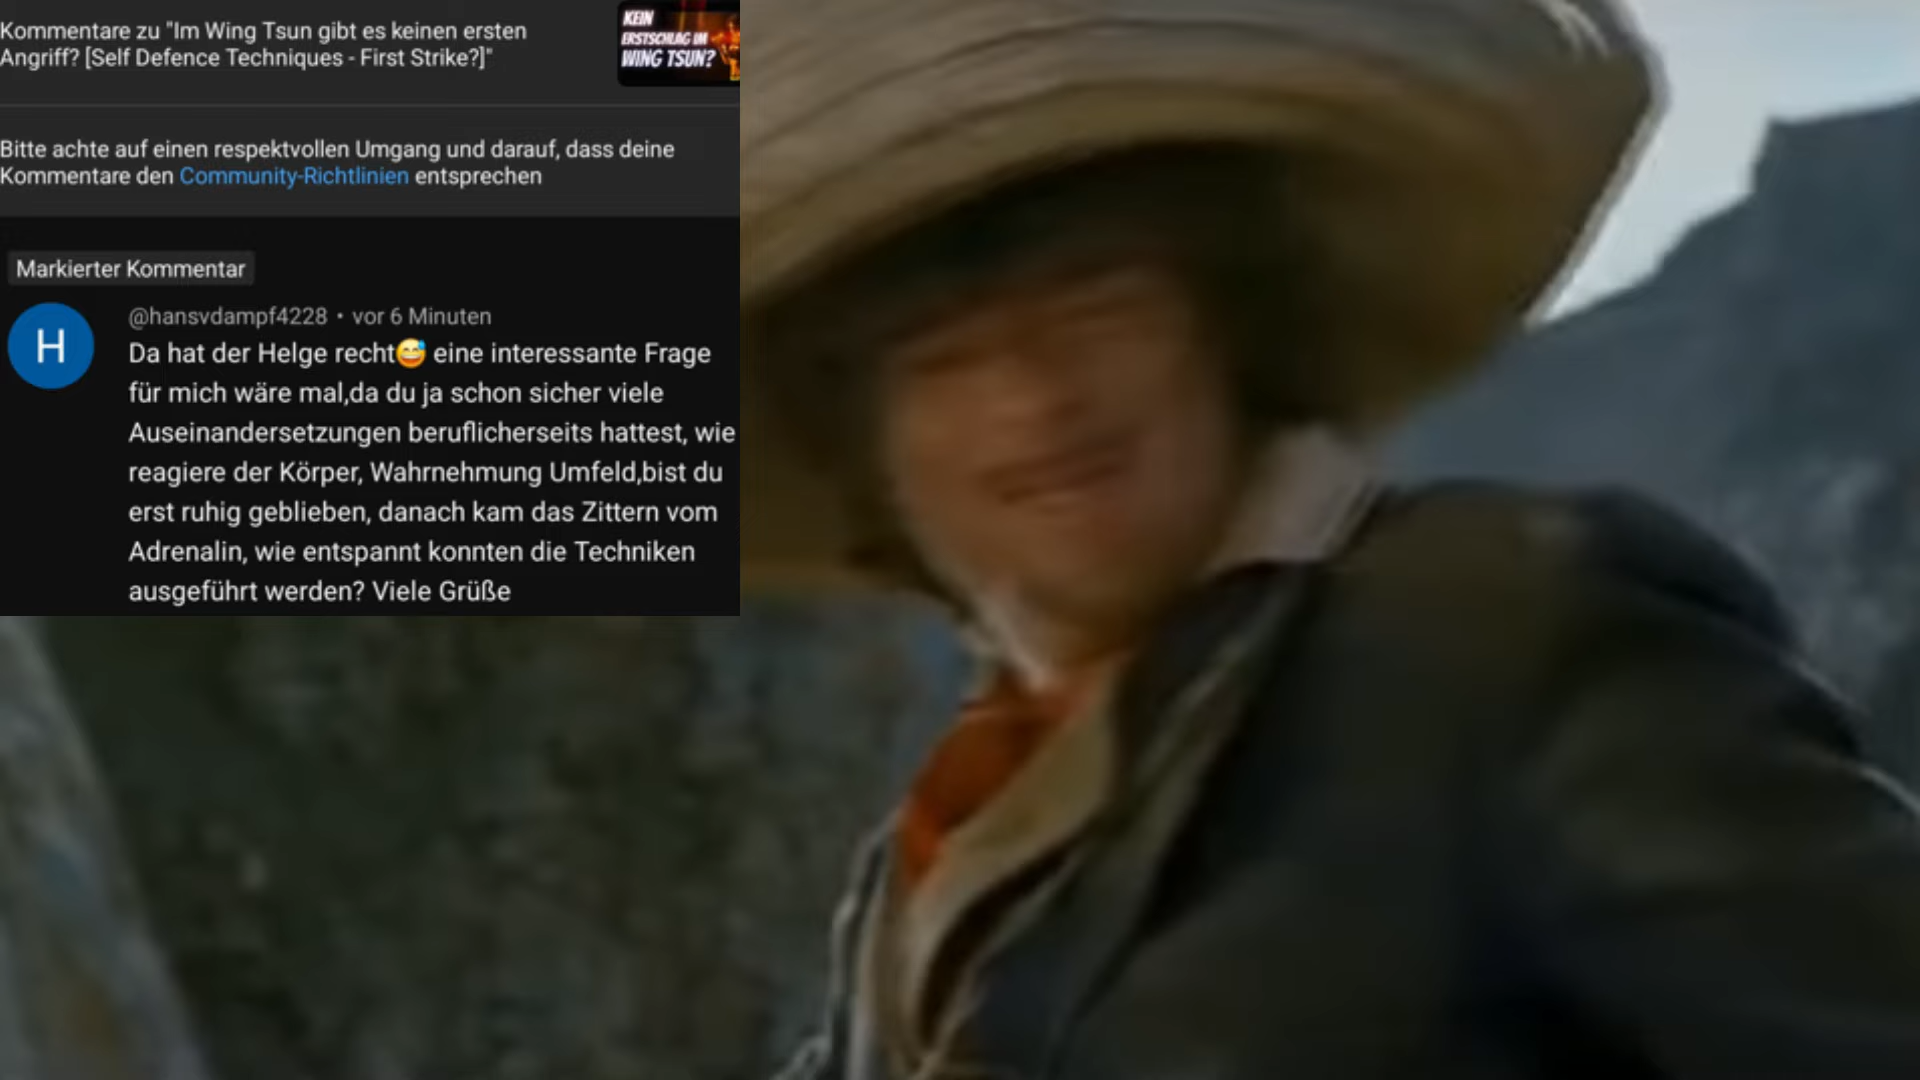 Kommentare zu "Im Wing Tsun gibt es keinen ersten
Angriff? [Self Defence Techniques - First Strike?]"
KEIN
ERSTSCHLAG IM
WING TSUN?
Bitte achte auf einen respektvollen Umgang und darauf, dass deine
Kommentare den Community-Richtlinien entsprechen
Markierter Kommentar
H
@hansvdampf4228 • vor 6 Minuten
Da hat der Helge recht😅 eine interessante Frage
für mich wäre mal,da du ja schon sicher viele
Auseinandersetzungen beruflicherseits hattest, wie
reagiere der Körper, Wahrnehmung Umfeld,bist du
erst ruhig geblieben, danach kam das Zittern vom
Adrenalin, wie entspannt konnten die Techniken
ausgeführt werden? Viele Grüße